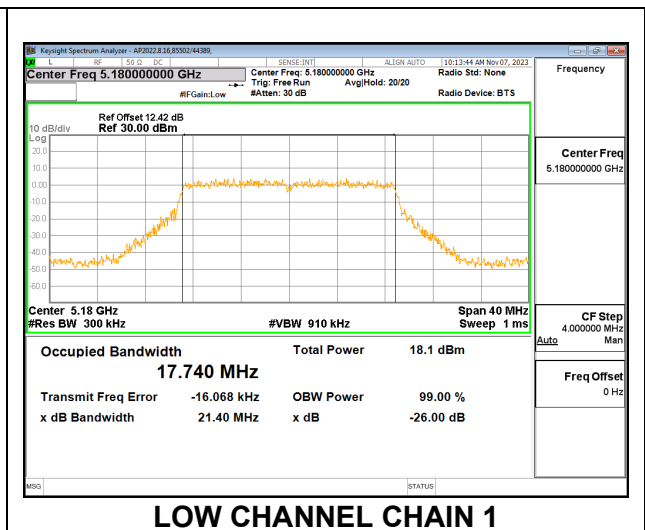 Keysight Spectrum Analyzer - AP2022.8.16,85502/44389,
L RF 50 Ω DC SENSE:INT ALIGN AUTO 10:13:44 AM Nov 07, 2023
Center Freq 5.180000000 GHz Center Freq: 5.180000000 GHz Radio Std: None Frequency
Trig: Free Run Avg|Hold: 20/20
#IFGain:Low #Atten: 30 dB Radio Device: BTS
Ref Offset 12.42 dB
10 dB/div Ref 30.00 dBm
Log
20.0
10.0
0.00
-10.0
-20.0
-30.0
-40.0
-50.0
-60.0
Center 5.18 GHz Span 40 MHz
#Res BW 300 kHz #VBW 910 kHz Sweep 1 ms
Occupied Bandwidth Total Power 18.1 dBm
17.740 MHz
Transmit Freq Error -16.068 kHz OBW Power 99.00 %
x dB Bandwidth 21.40 MHz x dB -26.00 dB
Center Freq
5.180000000 GHz
CF Step
4.000000 MHz
Auto Man
Freq Offset
0 Hz
MSG STATUS
LOW CHANNEL CHAIN 1